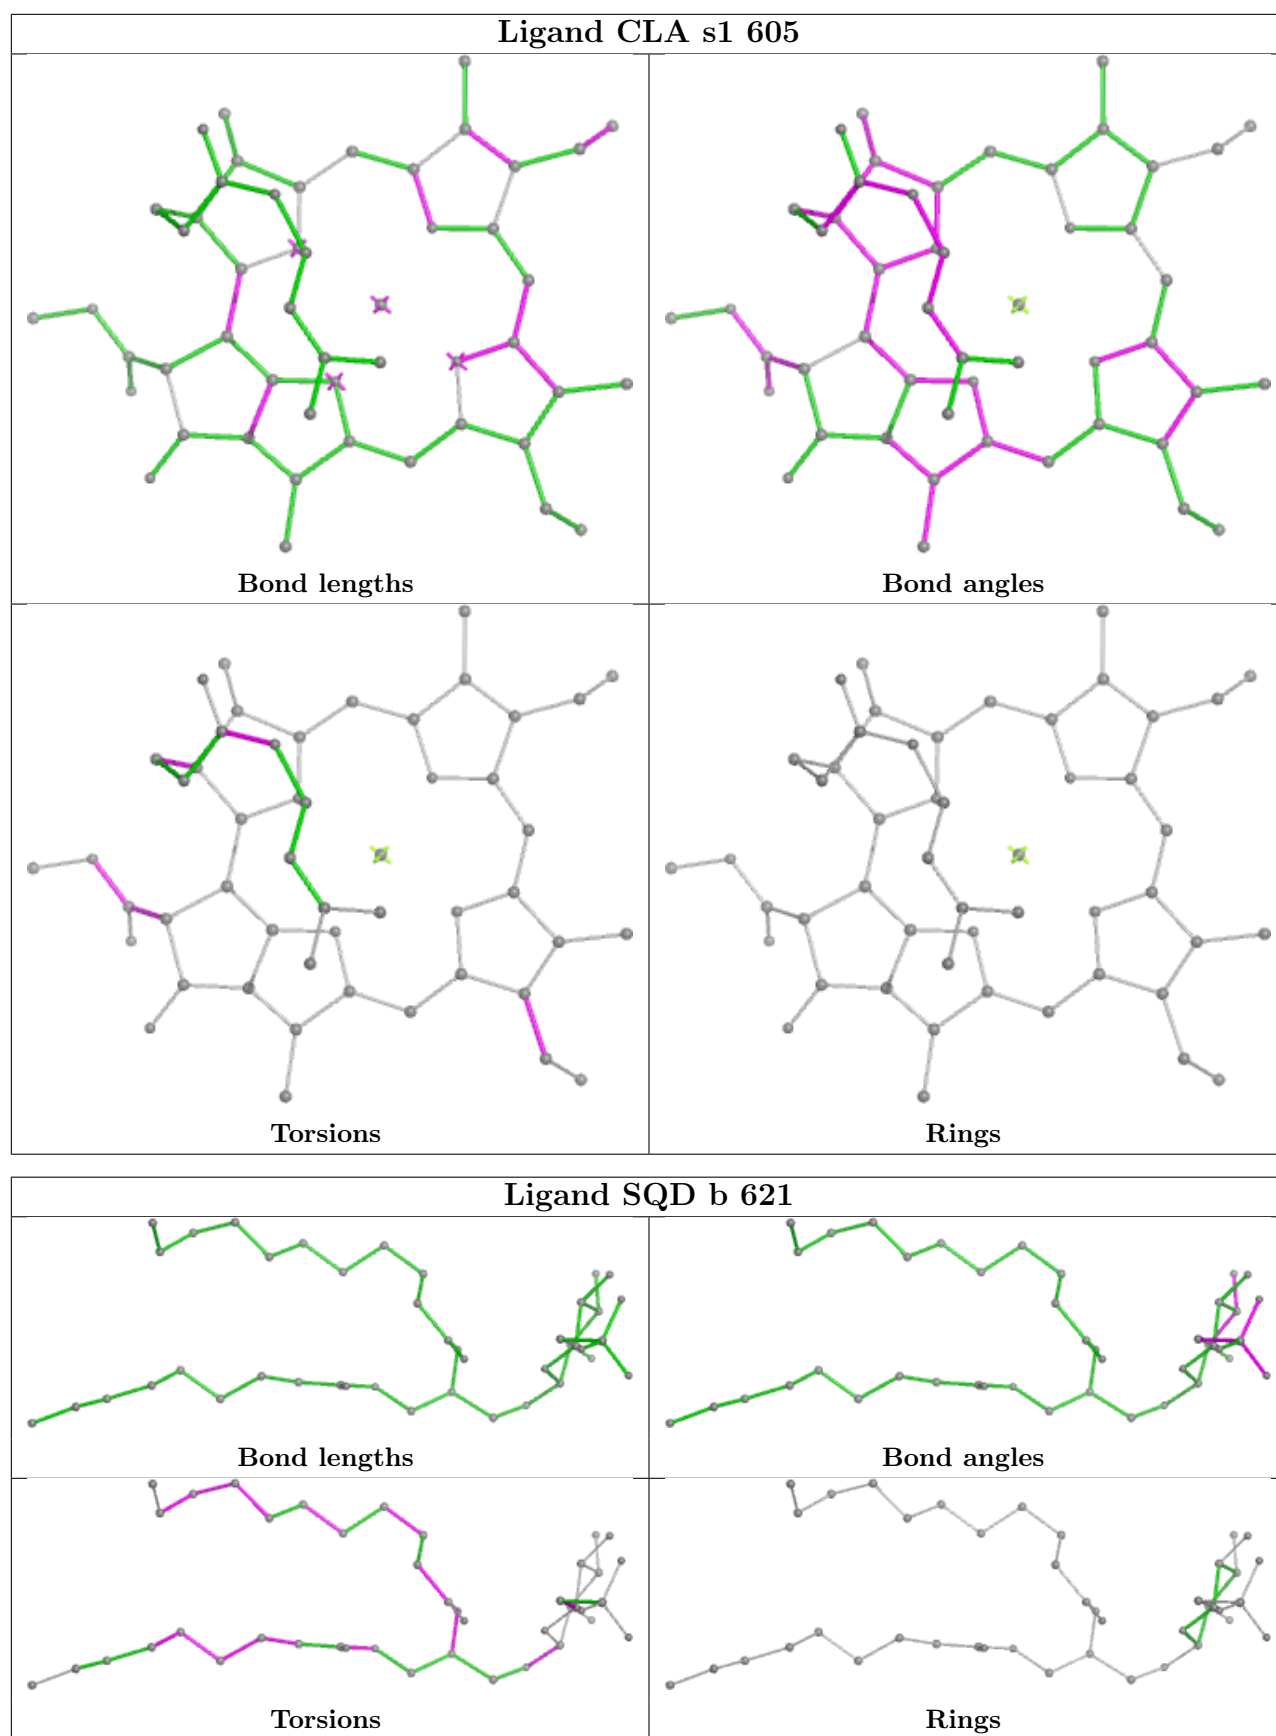 Ligand CLA s1 605
Bond lengths
Bond angles
Torsions
Rings
Ligand SQD b 621
Bond lengths
Bond angles
Torsions
Rings